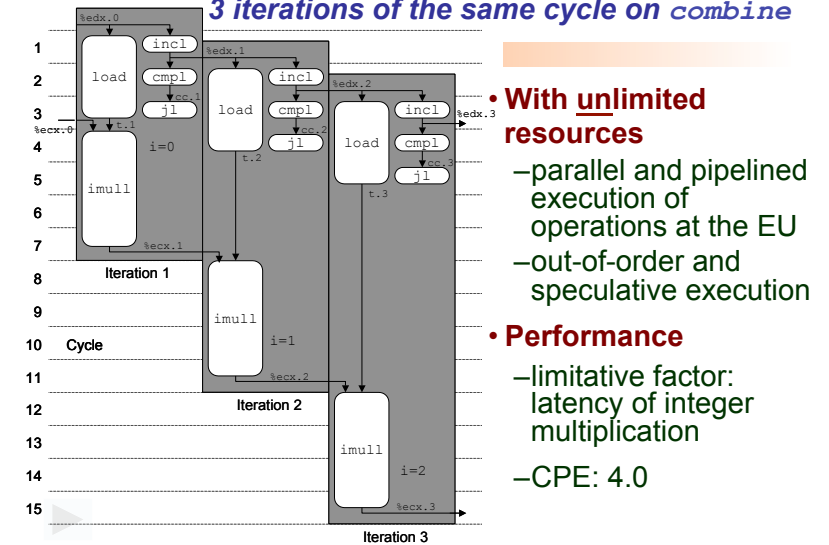 3 iterations of the same cycle on combine
%edx.0
1
2
3
4
5
6
7
8
9
10
11
12
13
14
15
Cycle
load
incl
cmpl
cc.1
jl
%ecx.0
t.1
i=0
imull
%ecx.1
Iteration 1
%edx.1
load
incl
cmpl
cc.2
jl
t.2
imull
i=1
%ecx.2
Iteration 2
%edx.2
load
incl
%edx.3
cmpl
cc.3
jl
t.3
imull
i=2
%ecx.3
Iteration 3
• With unlimited
resources
–parallel and pipelined
execution of
operations at the EU
–out-of-order and
speculative execution
• Performance
–limitative factor:
latency of integer
multiplication
–CPE: 4.0